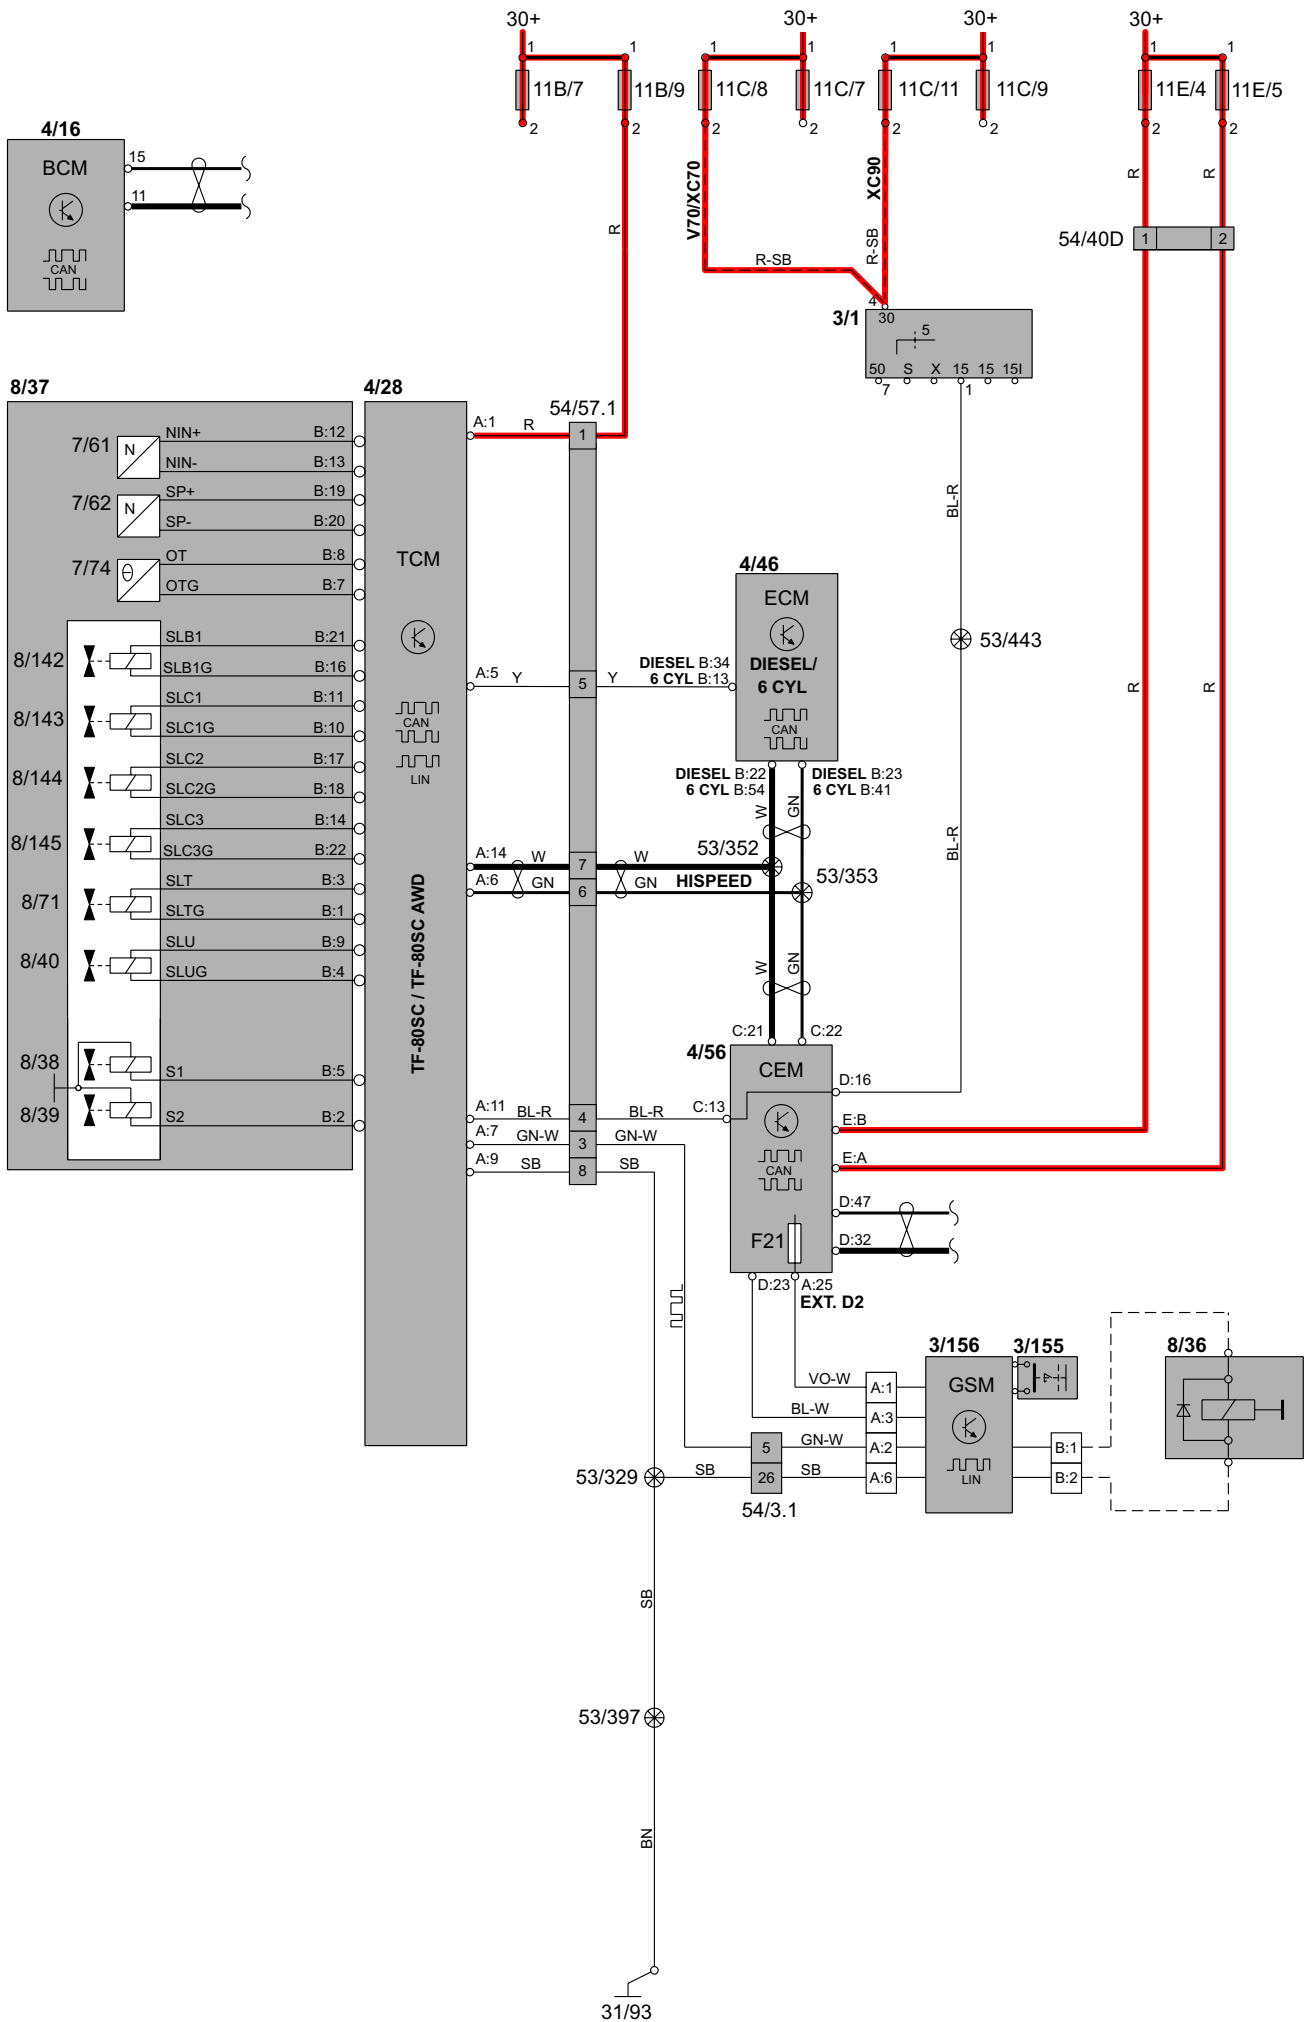 30+ 30+ 30+ 30+
1 1 1 1 1 1 1 1
11B/7 11B/9 11C/8 11C/7 11C/11 11C/9 11E/4 11E/5
2 2 2 2 2 2 2 2
4/16
BCM
15
11
CAN
R
V70/XC70
R-SB
XC90
R-SB
R R
54/40D 1 2
4
3/1 30
5
50 S X 15 15 15I
7 1
8/37 4/28
54/57.1
A:1 R 1
7/61 N NIN+ B:12
NIN- B:13
7/62 N SP+ B:19
SP- B:20
7/74 θ OT B:8
OTG B:7
TCM
BL-R
4/46
ECM
DIESEL/
6 CYL
CAN
53/443
8/142 SLB1 B:21
SLB1G B:16
8/143 SLC1 B:11
SLC1G B:10
8/144 SLC2 B:17
SLC2G B:18
8/145 SLC3 B:14
SLC3G B:22
8/71 SLT B:3
SLTG B:1
8/40 SLU B:9
SLUG B:4
8/38 S1 B:5
8/39 S2 B:2
CAN
LIN
TF-80SC / TF-80SC AWD
A:5 Y 5 Y
DIESEL B:34
6 CYL B:13
R R
DIESEL B:22 DIESEL B:23
6 CYL B:54 6 CYL B:41
W GN
BL-R
53/352
53/353
A:14 W 7 W
A:6 GN 6 GN HISPEED
W GN
C:21 C:22
4/56
CEM
CAN
F21
D:16
C:13
E:B
E:A
D:47
D:32
A:11 BL-R 4 BL-R
A:7 GN-W 3 GN-W
A:9 SB 8 SB
D:23 A:25
EXT. D2
3/156 3/155 8/36
GSM
LIN
VO-W A:1
BL-W A:3
5 GN-W A:2 B:1
53/329 SB 26 SB A:6 B:2
54/3.1
SB
53/397
BN
31/93